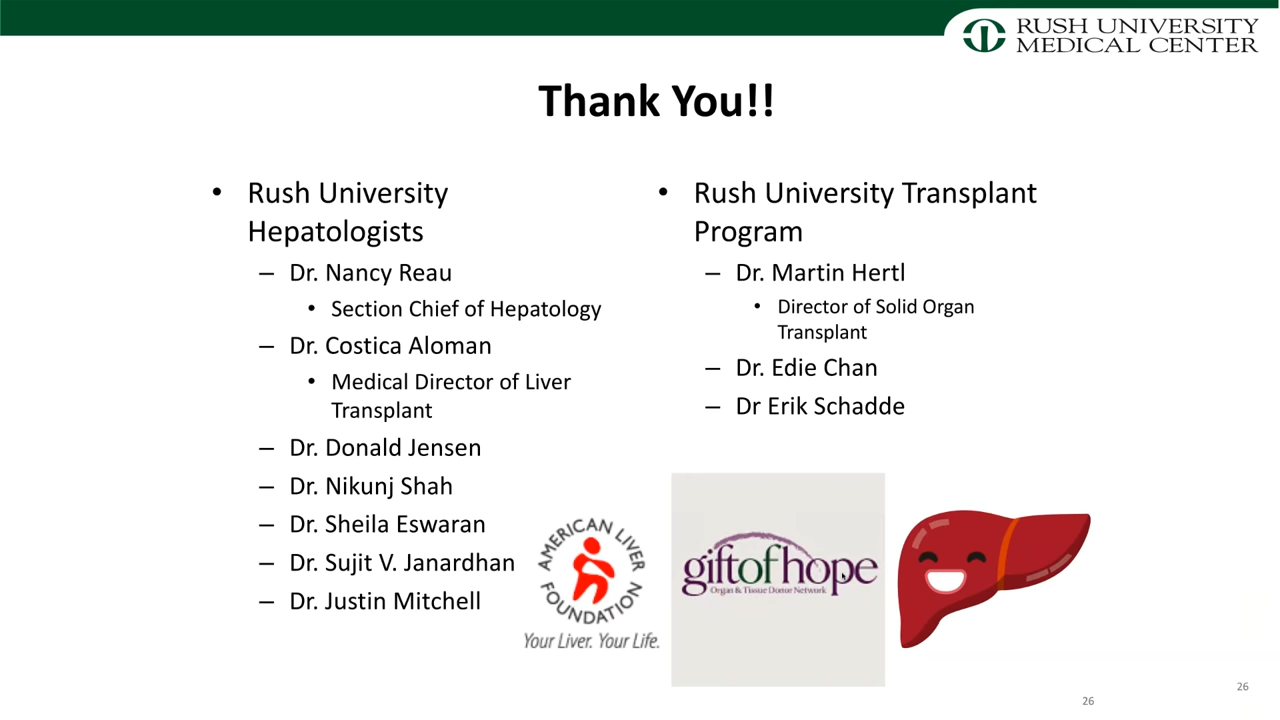 RUSH UNIVERSITY
MEDICAL CENTER
Thank You!!
• Rush University
Hepatologists
– Dr. Nancy Reau
• Section Chief of Hepatology
– Dr. Costica Aloman
• Medical Director of Liver
Transplant
– Dr. Donald Jensen
– Dr. Nikunj Shah
– Dr. Sheila Eswaran
– Dr. Sujit V. Janardhan
– Dr. Justin Mitchell
• Rush University Transplant
Program
– Dr. Martin Hertl
• Director of Solid Organ
Transplant
– Dr. Edie Chan
– Dr Erik Schadde
AMERICAN LIVER
FOUNDATION
Your Liver. Your Life.
giftofhope
Organ & Tissue Donor Network
26
26